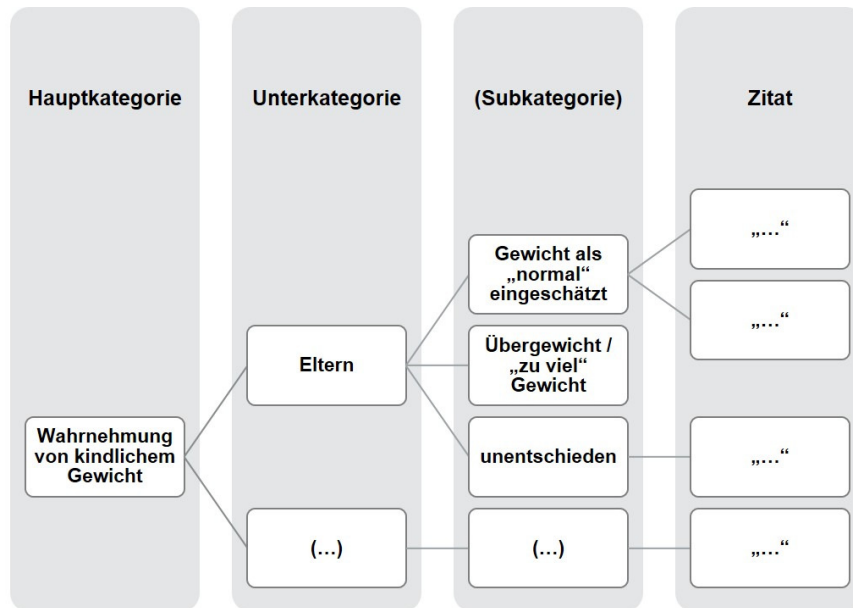 Hauptkategorie
Unterkategorie
(Subkategorie)
Zitat
Wahrnehmung
von kindlichem
Gewicht
Eltern
(…)
Gewicht als
„normal“
eingeschätzt
Übergewicht /
„zu viel“
Gewicht
unentschieden
(…)
„…“
„…“
„…“
„…“